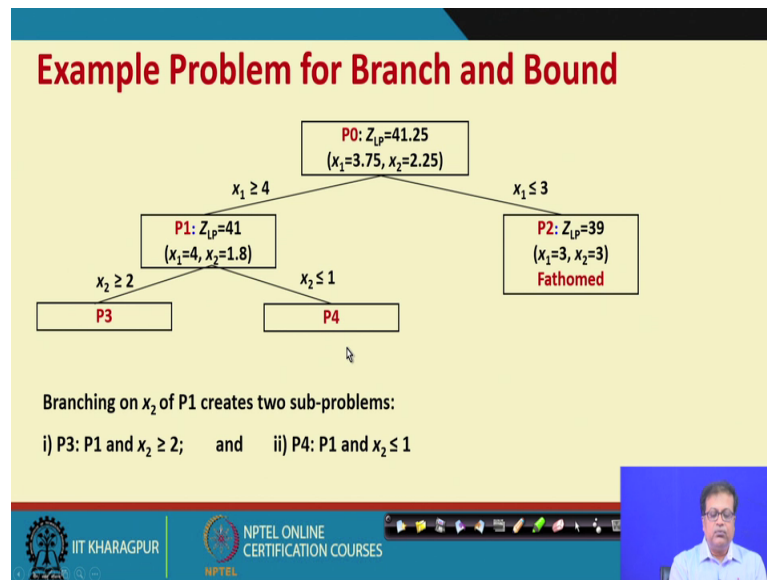 Example Problem for Branch and Bound
P0: Z_LP=41.25
(x₁=3.75, x₂=2.25)
x₁ ≥ 4
x₁ ≤ 3
P1: Z_LP=41
(x₁=4, x₂=1.8)
P2: Z_LP=39
(x₁=3, x₂=3)
Fathomed
x₂ ≥ 2
x₂ ≤ 1
P3
P4
Branching on x₂ of P1 creates two sub-problems:
i) P3: P1 and x₂ ≥ 2; and ii) P4: P1 and x₂ ≤ 1
IIT KHARAGPUR
NPTEL
NPTEL ONLINE
CERTIFICATION COURSES